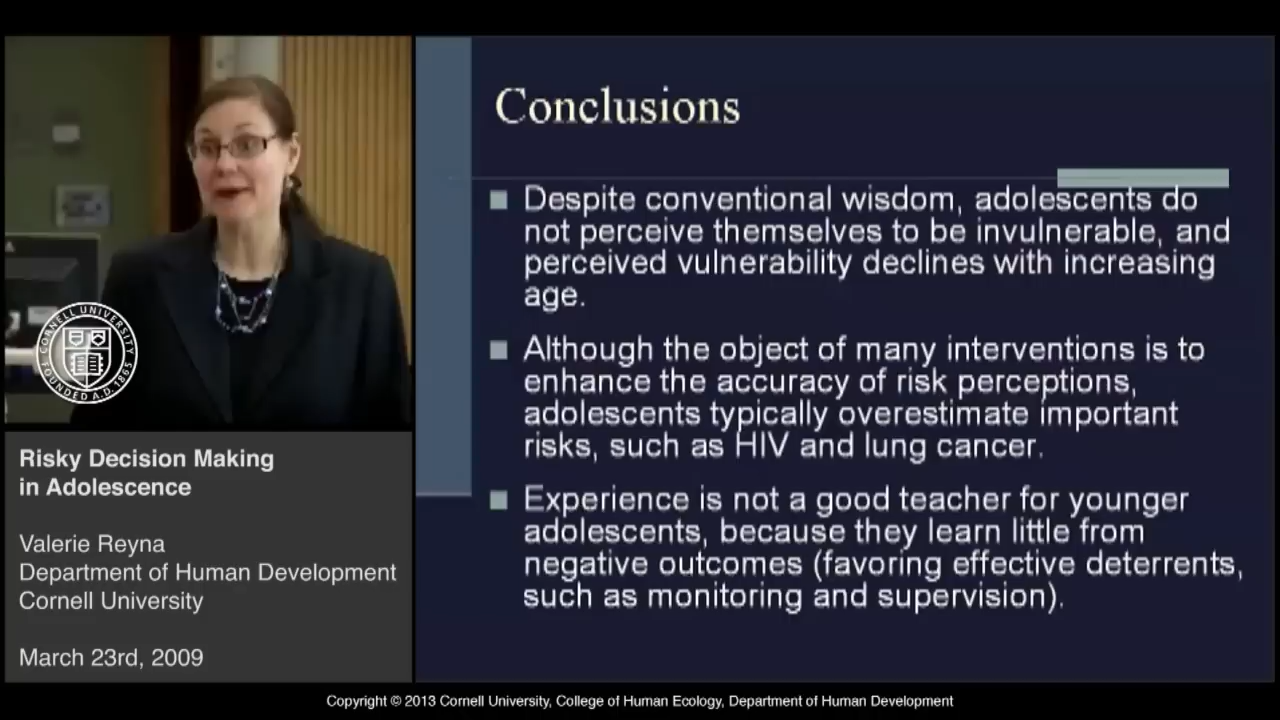 Conclusions
Despite conventional wisdom, adolescents do
not perceive themselves to be invulnerable, and
perceived vulnerability declines with increasing
age.
Although the object of many interventions is to
enhance the accuracy of risk perceptions,
adolescents typically overestimate important
risks, such as HIV and lung cancer.
Experience is not a good teacher for younger
adolescents, because they learn little from
negative outcomes (favoring effective deterrents,
such as monitoring and supervision).
CORNELL UNIVERSITY
FOUNDED A.D. 1865
Risky Decision Making
in Adolescence
Valerie Reyna
Department of Human Development
Cornell University
March 23rd, 2009
Copyright © 2013 Cornell University, College of Human Ecology, Department of Human Development